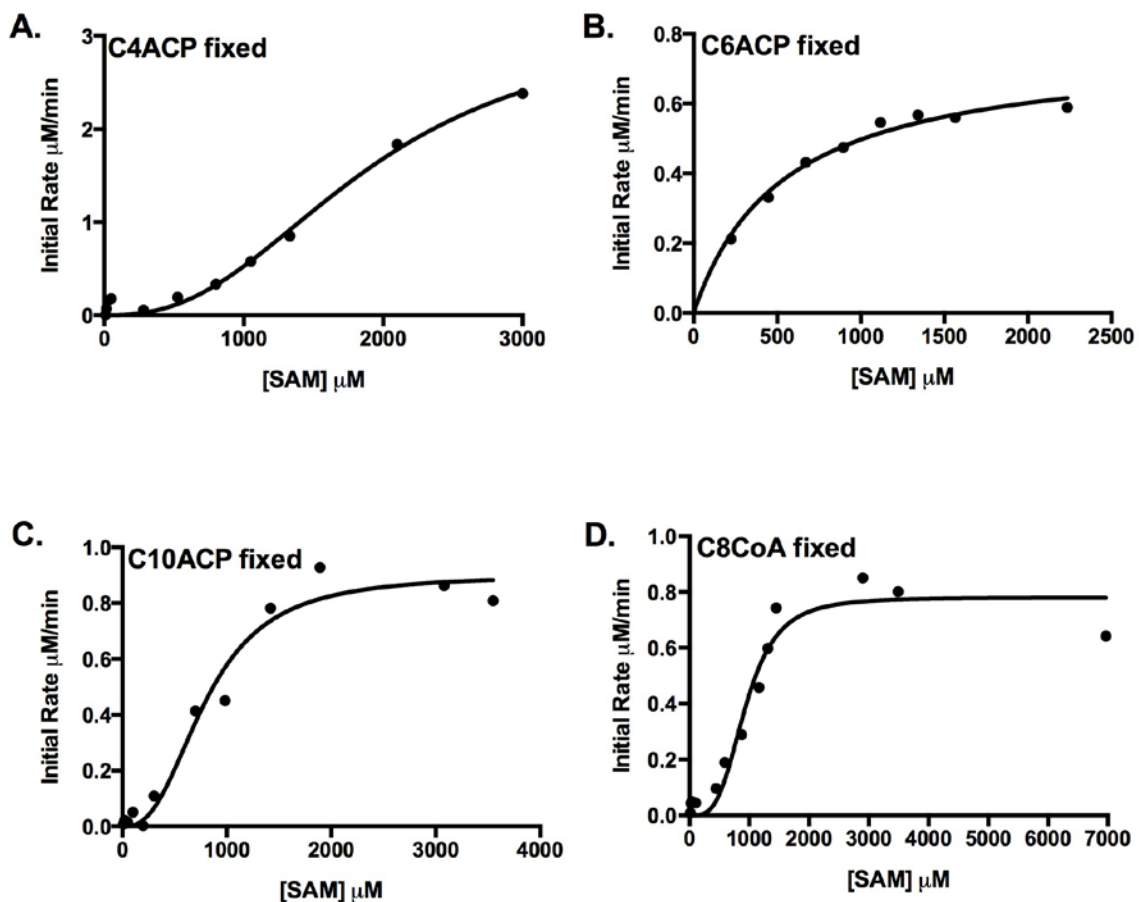 A.
C4ACP fixed
Initial Rate μM/min
3
2
1
0
0 1000 2000 3000
[SAM] μM
B.
C6ACP fixed
Initial Rate μM/min
0.8
0.6
0.4
0.2
0.0
0 500 1000 1500 2000 2500
[SAM] μM
C.
C10ACP fixed
Initial Rate μM/min
1.0
0.8
0.6
0.4
0.2
0.0
0 1000 2000 3000 4000
[SAM] μM
D.
C8CoA fixed
Initial Rate μM/min
1.0
0.8
0.6
0.4
0.2
0.0
0 1000 2000 3000 4000 5000 6000 7000
[SAM] μM